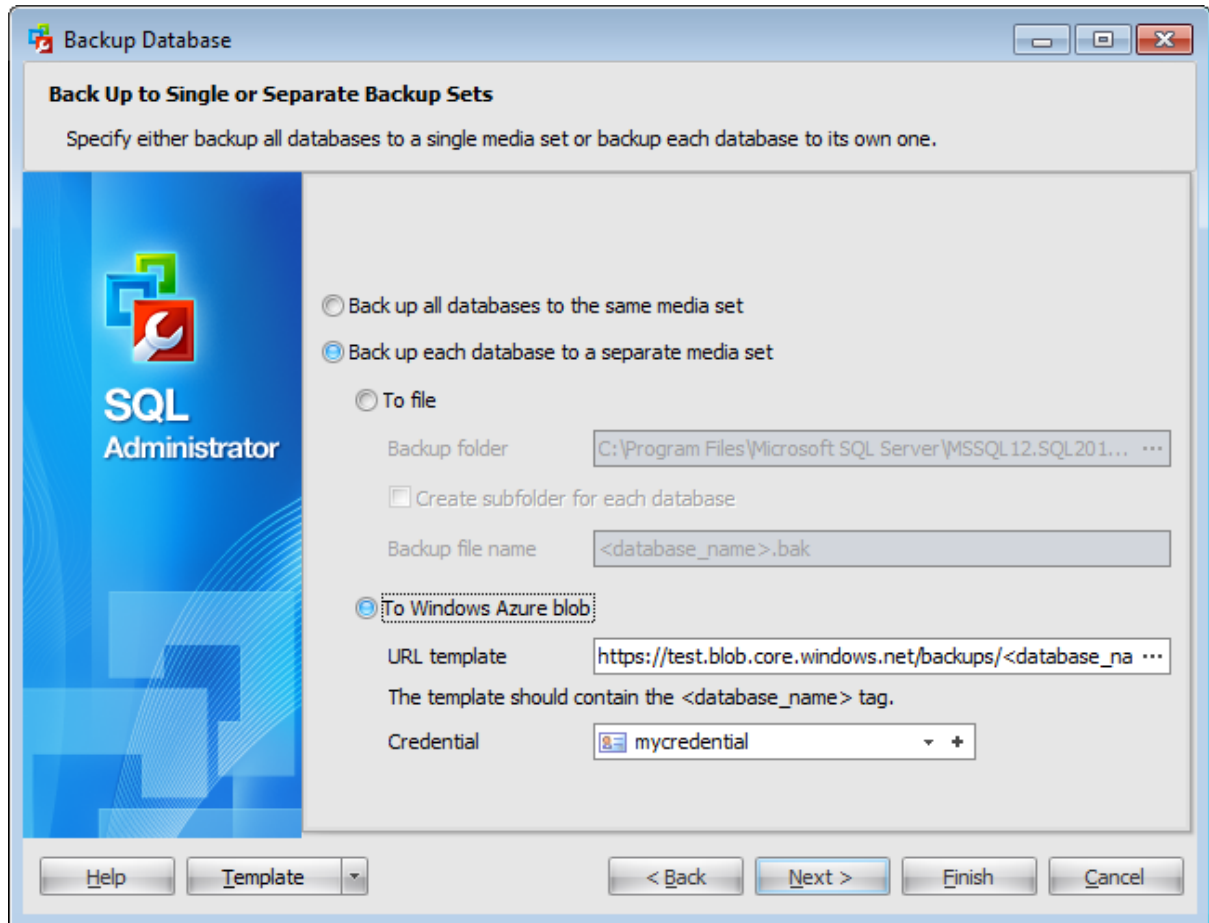 Backup Database
Back Up to Single or Separate Backup Sets
Specify either backup all databases to a single media set or backup each database to its own one.
SQL
Administrator
Back up all databases to the same media set
Back up each database to a separate media set
To file
Backup folder C:\Program Files\Microsoft SQL Server\MSSQL12.SQL201... ...
Create subfolder for each database
Backup file name <database_name>.bak
To Windows Azure blob
URL template https://test.blob.core.windows.net/backups/<database_na ...
The template should contain the <database_name> tag.
Credential mycredential +
Help Template < Back Next > Finish Cancel